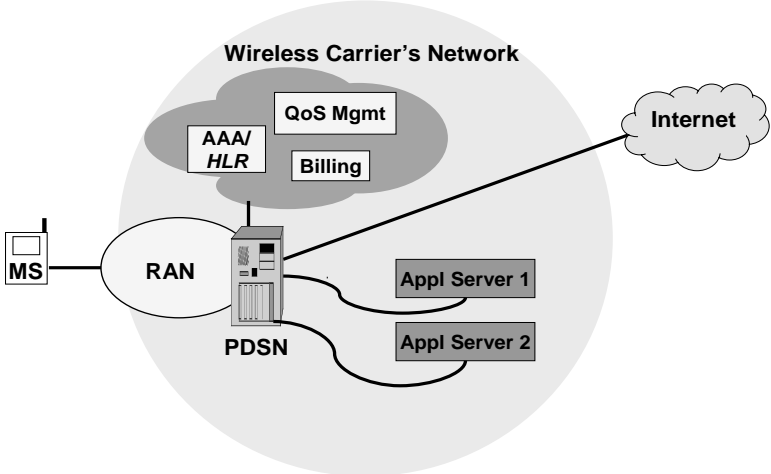 Wireless Carrier's Network
QoS Mgmt
AAA/
HLR
Billing
Internet
MS
RAN
PDSN
Appl Server 1
Appl Server 2